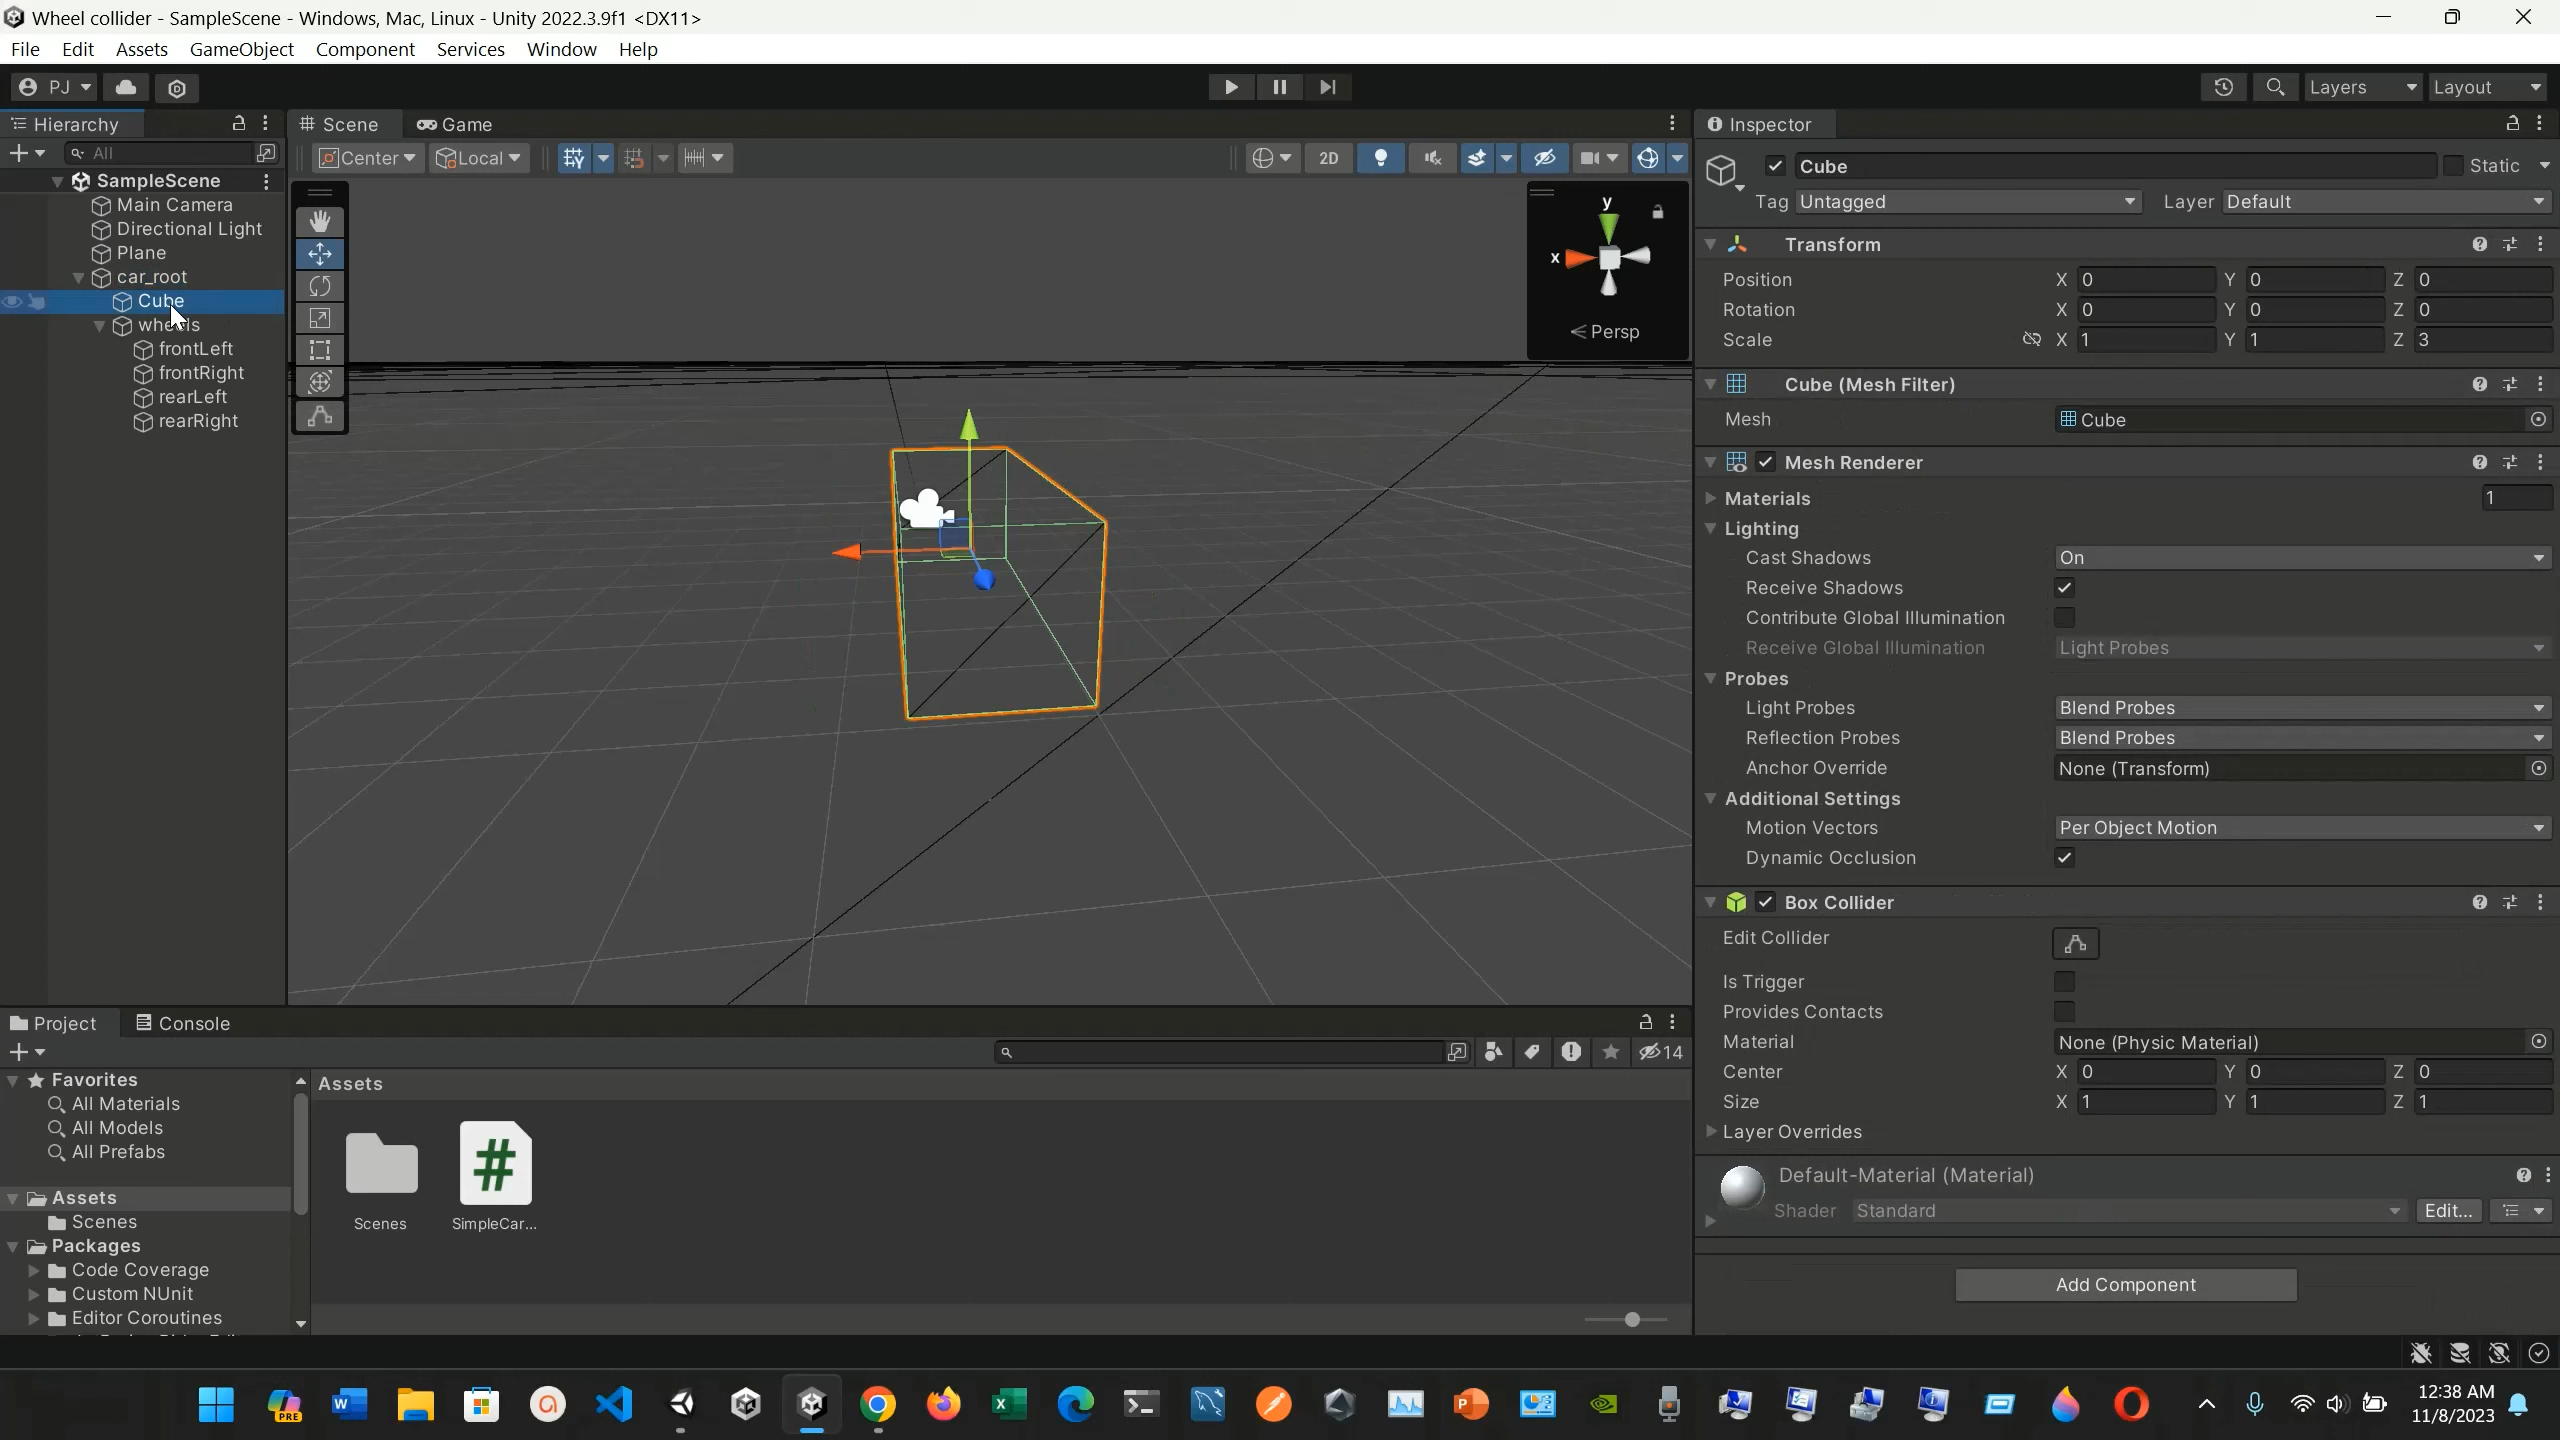 Wheel collider - SampleScene - Windows, Mac, Linux - Unity 2022.3.9f1 <DX11>
File Edit Assets GameObject Component Services Window Help
PJ
Layers Layout
Hierarchy
Scene Game
Inspector
All
Center Local
2D
Cube
Static
SampleScene
Main Camera
Directional Light
Plane
car_root
Cube
wheels
frontLeft
frontRight
rearLeft
rearRight
y
x
Persp
Tag Untagged Layer Default
Transform
Position X 0 Y 0 Z 0
Rotation X 0 Y 0 Z 0
Scale X 1 Y 1 Z 3
Cube (Mesh Filter)
Mesh Cube
Mesh Renderer
Materials 1
Lighting
Cast Shadows On
Receive Shadows
Contribute Global Illumination
Receive Global Illumination Light Probes
Probes
Light Probes Blend Probes
Reflection Probes Blend Probes
Anchor Override None (Transform)
Additional Settings
Motion Vectors Per Object Motion
Dynamic Occlusion
Box Collider
Edit Collider
Is Trigger
Provides Contacts
Material None (Physic Material)
Center X 0 Y 0 Z 0
Size X 1 Y 1 Z 1
Layer Overrides
Default-Material (Material)
Shader Standard Edit...
Add Component
Project Console
14
Favorites
All Materials
All Models
All Prefabs
Assets
Scenes
Packages
Code Coverage
Custom NUnit
Editor Coroutines
Assets
Scenes
SimpleCar...
PRE
12:38 AM
11/8/2023